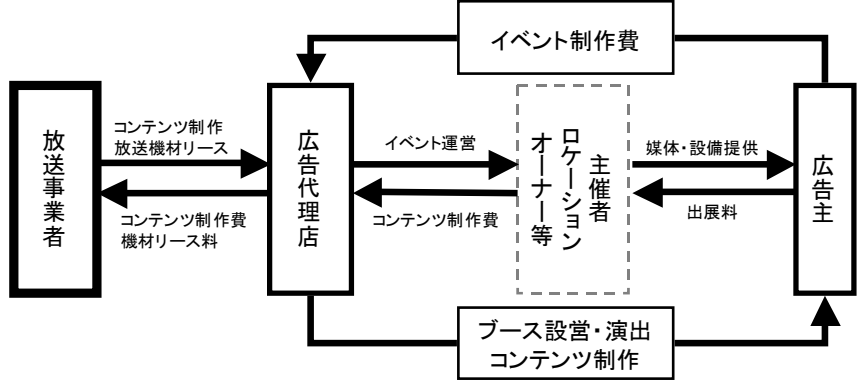 イベント制作費
放送事業者
コンテンツ制作
放送機材リース
コンテンツ制作費
機材リース料
広告代理店
イベント運営
コンテンツ制作費
主催者
ロケーション
オーナー等
媒体・設備提供
出展料
広告主
ブース設営・演出
コンテンツ制作